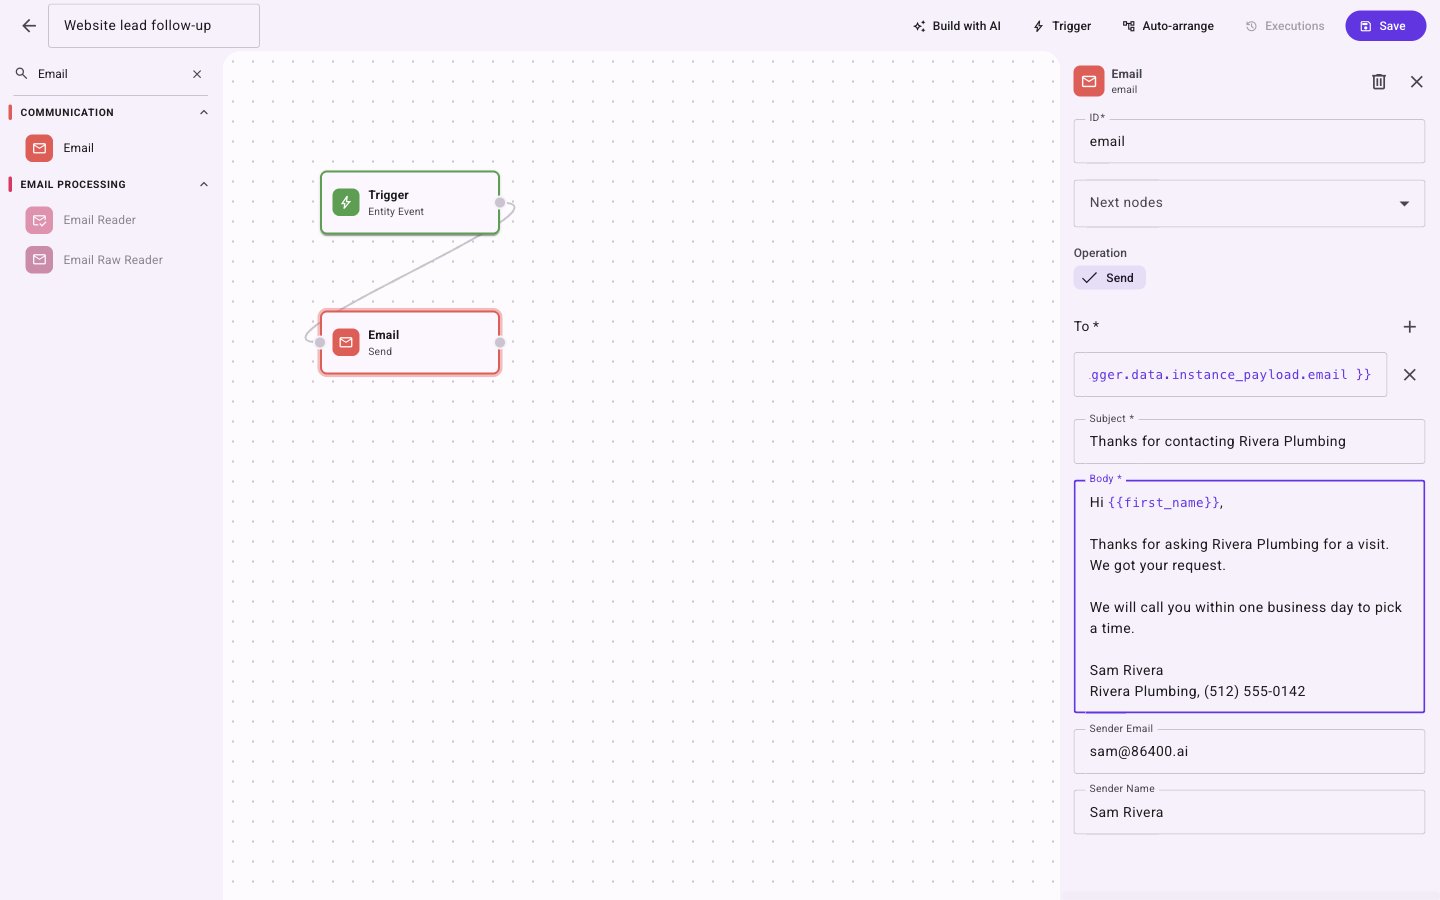 Website lead follow-up
Build with AI
Trigger
Auto-arrange
Executions
Save
Email
COMMUNICATION
Email
EMAIL PROCESSING
Email Reader
Email Raw Reader
Trigger
Entity Event
Email
Send
Email
email
ID*
email
Next nodes
Operation
Send
To *
gger.data.instance_payload.email }}
Subject *
Thanks for contacting Rivera Plumbing
Body *
Hi {{first_name}},
Thanks for asking Rivera Plumbing for a visit.
We got your request.
We will call you within one business day to pick
a time.
Sam Rivera
Rivera Plumbing, (512) 555-0142
Sender Email
sam@86400.ai
Sender Name
Sam Rivera